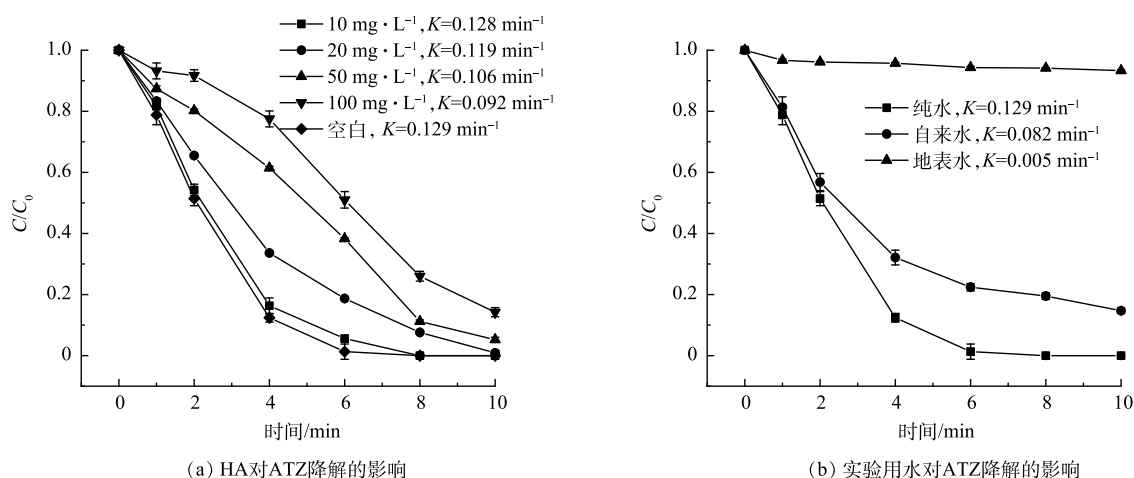 10 mg·L⁻¹,K=0.128 min⁻¹
20 mg·L⁻¹,K=0.119 min⁻¹
50 mg·L⁻¹,K=0.106 min⁻¹
100 mg·L⁻¹,K=0.092 min⁻¹
空白, K=0.129 min⁻¹
1.0
0.8
0.6
0.4
0.2
0
C/C₀
0 2 4 6 8 10
时间/min
(a) HA对ATZ降解的影响
纯水,K=0.129 min⁻¹
自来水,K=0.082 min⁻¹
地表水,K=0.005 min⁻¹
1.0
0.8
0.6
0.4
0.2
0
C/C₀
0 2 4 6 8 10
时间/min
(b) 实验用水对ATZ降解的影响